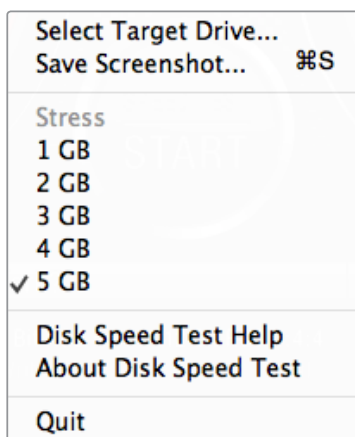 Select Target Drive...
Save Screenshot... ⌘S
Stress
START
1 GB
2 GB
3 GB
4 GB
✓ 5 GB
Disk Speed Test Help
About Disk Speed Test
Quit